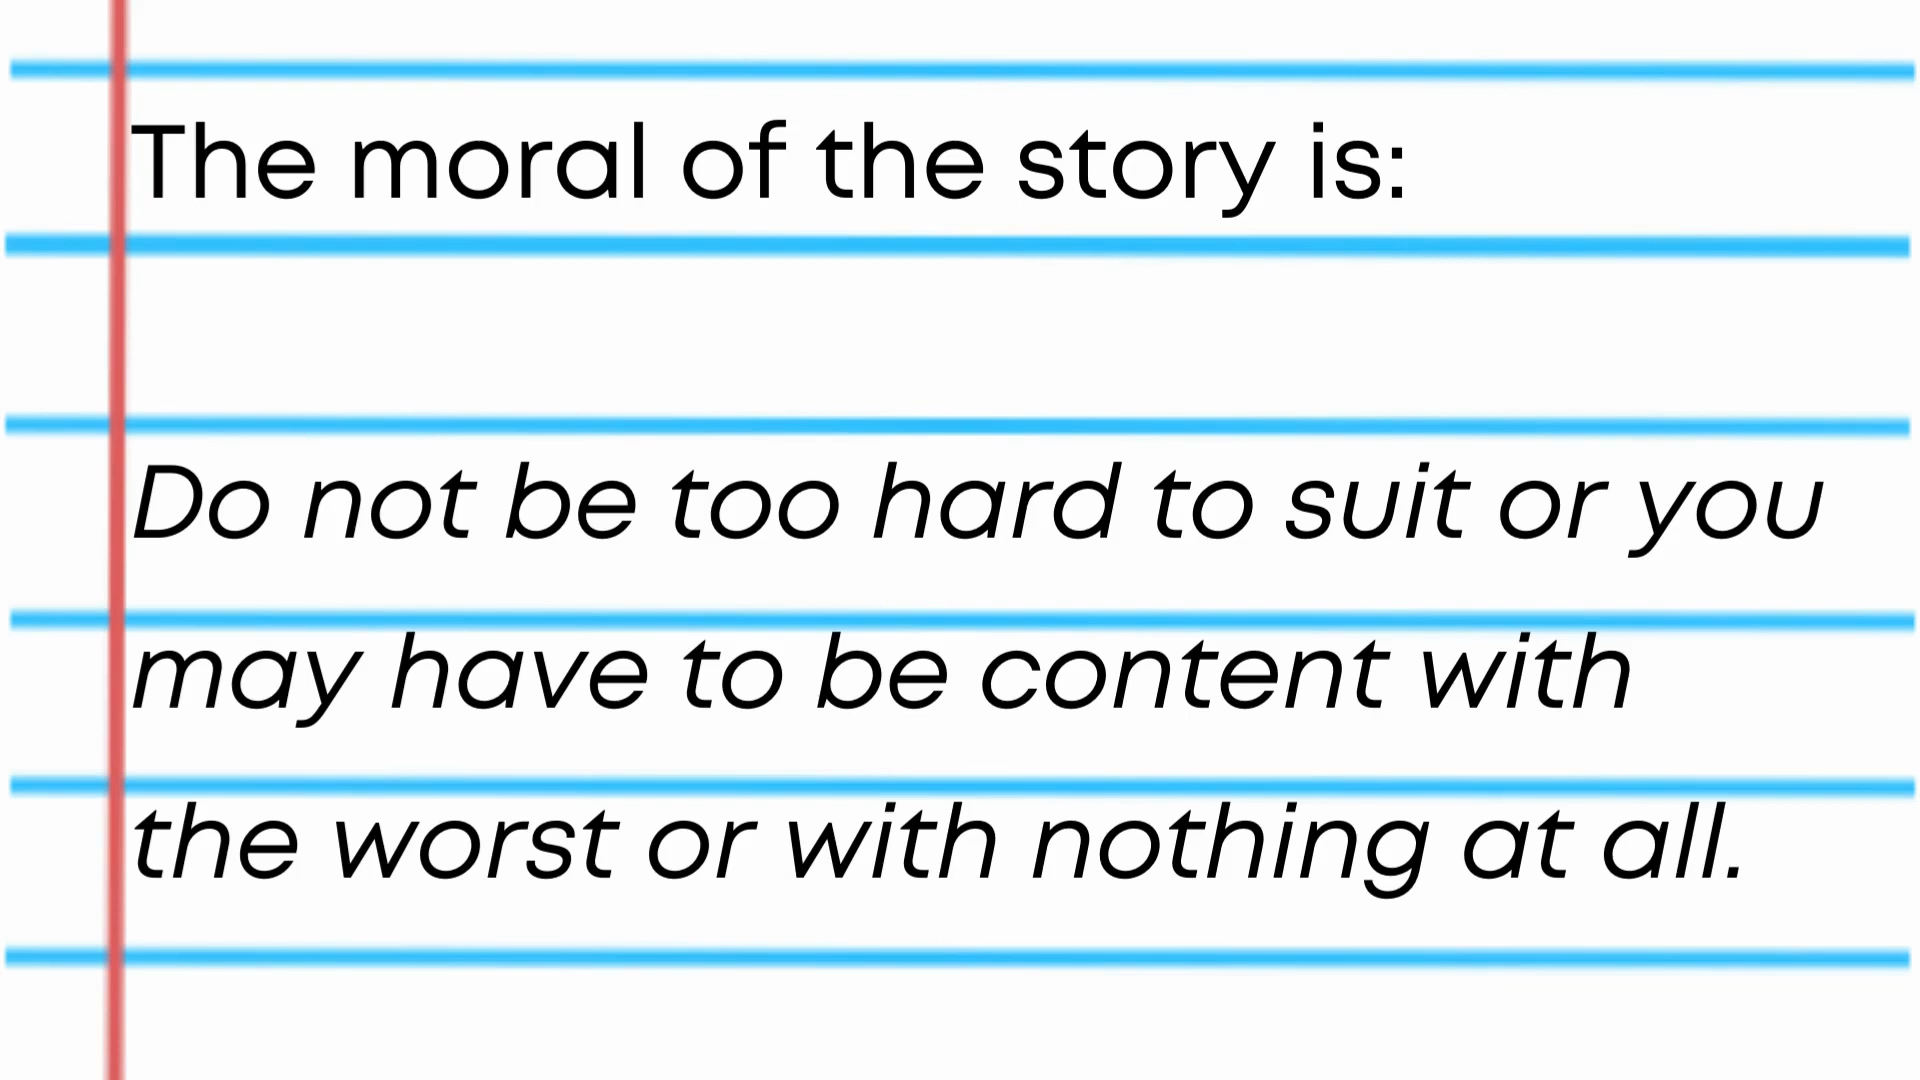 The moral of the story is:
Do not be too hard to suit or you
may have to be content with
the worst or with nothing at all.